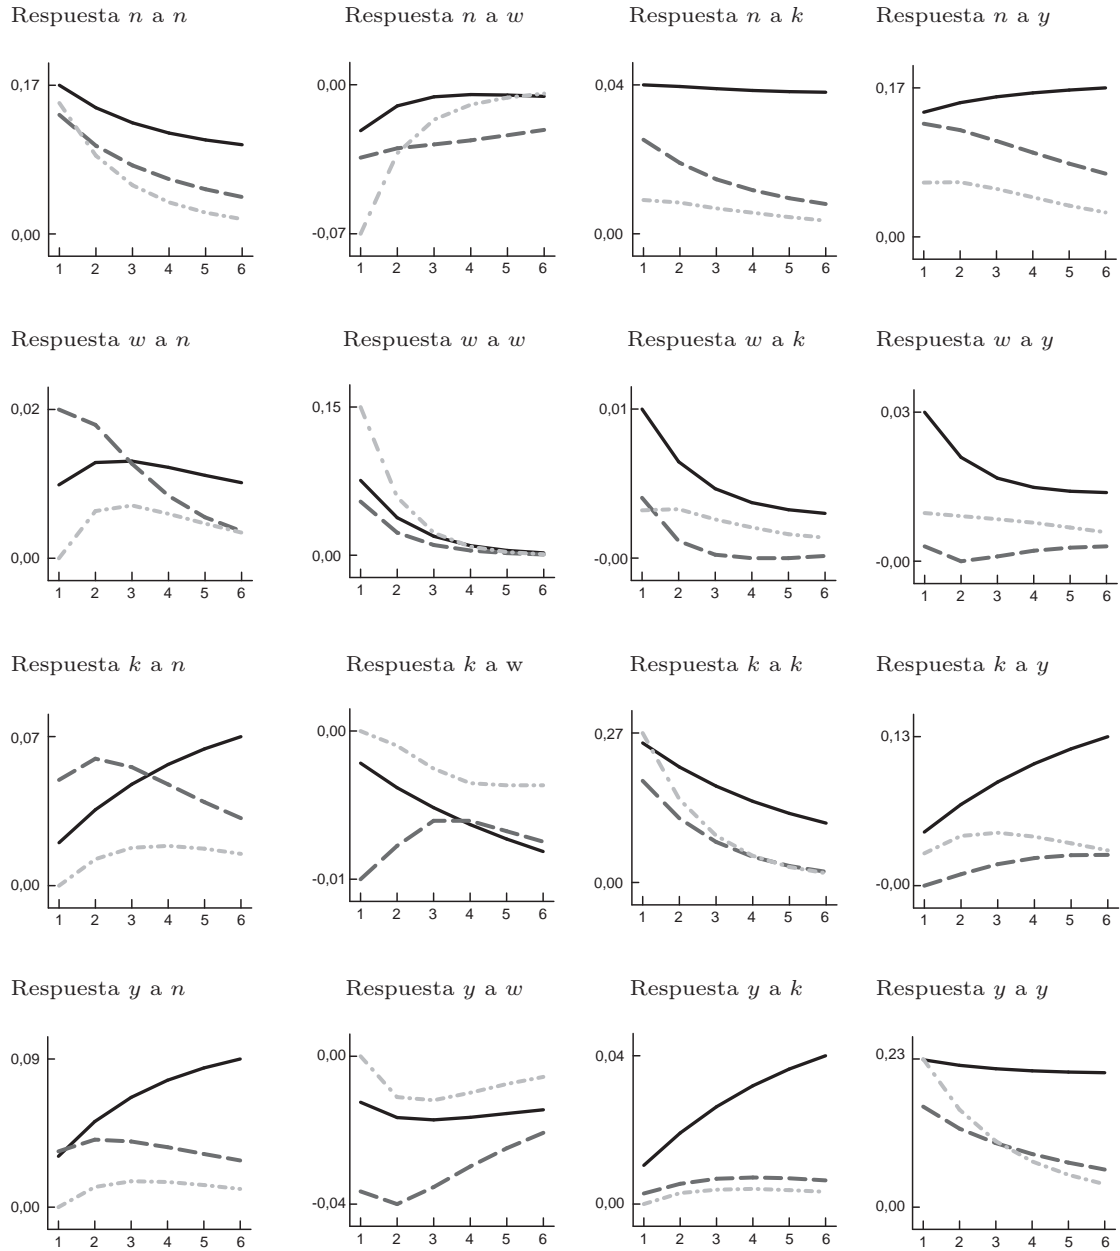 Respuesta n a n Respuesta n a w Respuesta n a k Respuesta n a y
0,17 0,00 0,04 0,17
0,00 -0,07 0,00 0,00
1 2 3 4 5 6 1 2 3 4 5 6 1 2 3 4 5 6 1 2 3 4 5 6
Respuesta w a n Respuesta w a w Respuesta w a k Respuesta w a y
0,02 0,15 0,01 0,03
0,00 0,00 -0,00 -0,00
1 2 3 4 5 6 1 2 3 4 5 6 1 2 3 4 5 6 1 2 3 4 5 6
Respuesta k a n Respuesta k a w Respuesta k a k Respuesta k a y
0,07 0,00 0,27 0,13
0,00 -0,01 0,00 -0,00
1 2 3 4 5 6 1 2 3 4 5 6 1 2 3 4 5 6 1 2 3 4 5 6
Respuesta y a n Respuesta y a w Respuesta y a k Respuesta y a y
0,09 0,00 0,04 0,23
0,00 -0,04 0,00 0,00
1 2 3 4 5 6 1 2 3 4 5 6 1 2 3 4 5 6 1 2 3 4 5 6